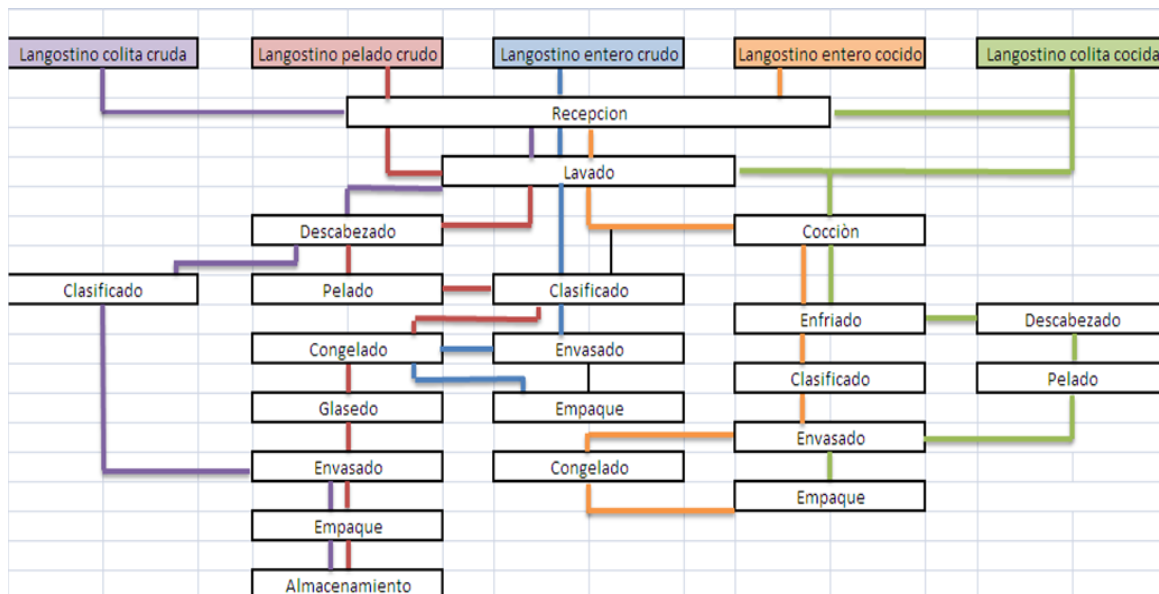 Langostino colita cruda
Langostino pelado crudo
Langostino entero crudo
Langostino entero cocido
Langostino colita cocida
Recepcion
Lavado
Descabezado
Cocciòn
Clasificado
Pelado
Clasificado
Enfriado
Descabezado
Congelado
Envasado
Clasificado
Pelado
Glasedo
Empaque
Envasado
Envasado
Congelado
Empaque
Empaque
Almacenamiento